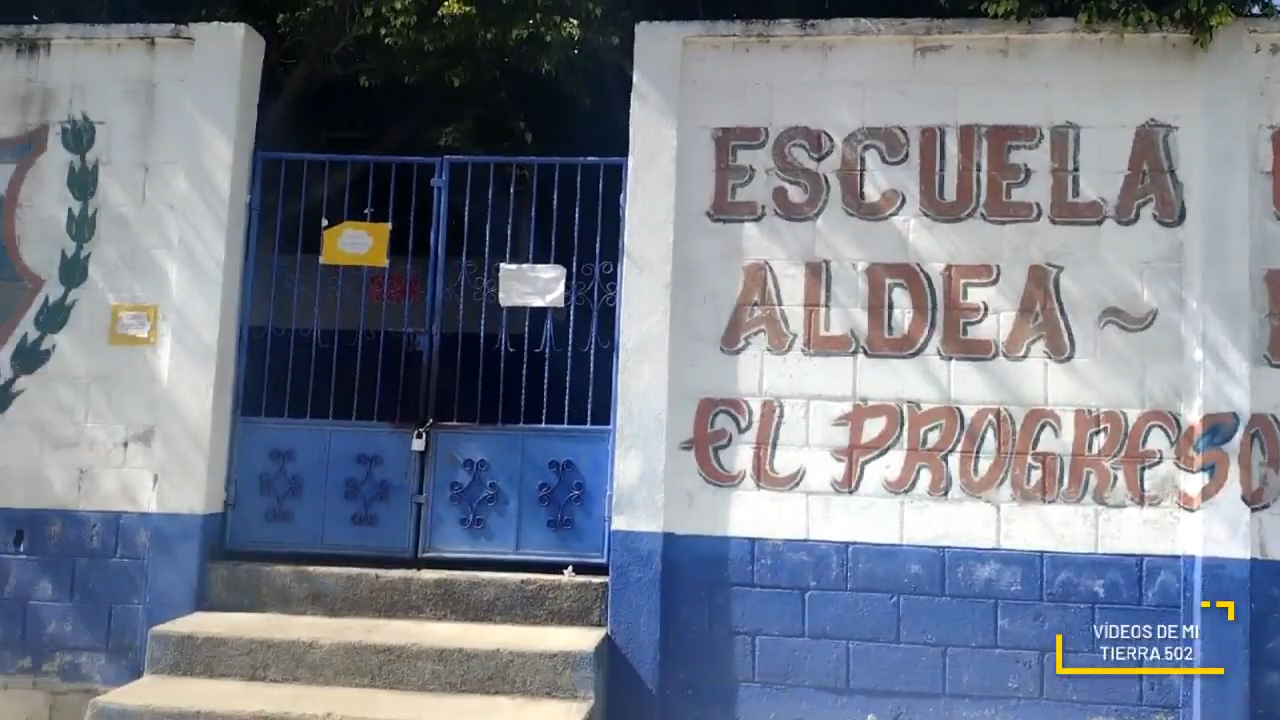 ESCUELA
ALDEA ~
EL PROGRESO
VÍDEOS DE MI
TIERRA.502